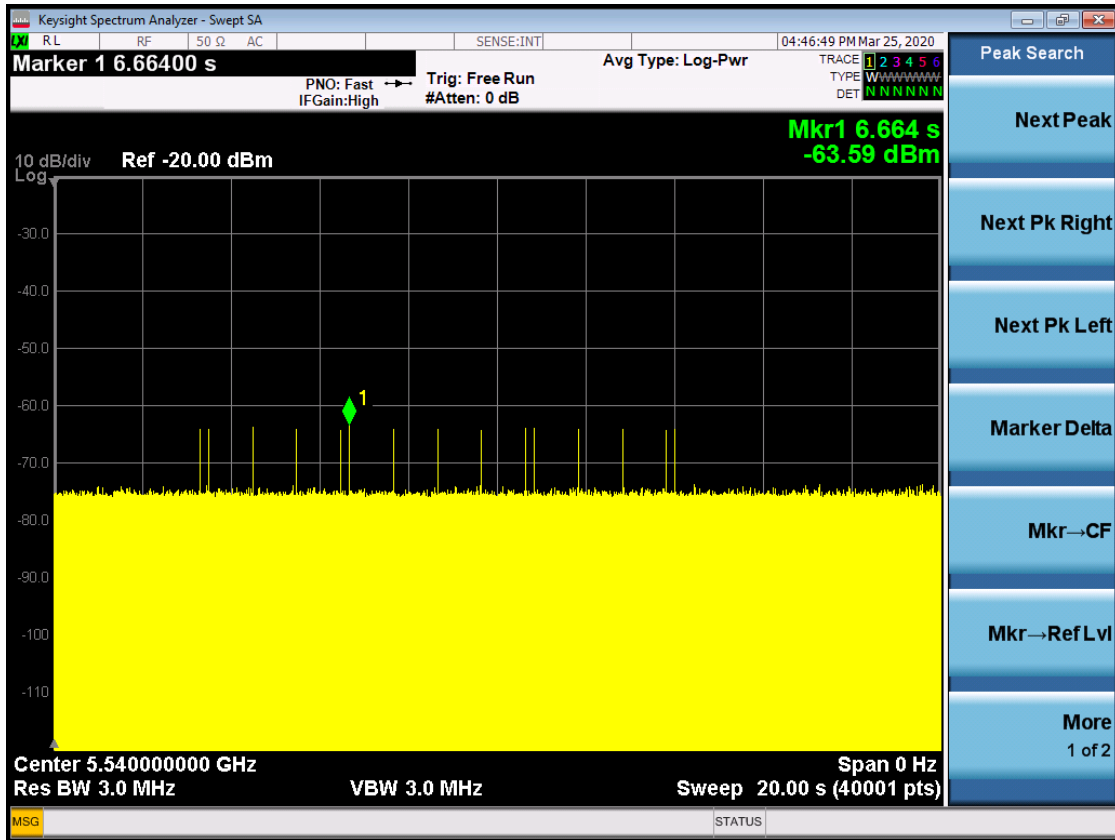 Keysight Spectrum Analyzer - Swept SA
LXI RL RF 50 Ω AC SENSE:INT 04:46:49 PM Mar 25, 2020
Marker 1 6.66400 s
PNO: Fast
IFGain:High
Trig: Free Run
#Atten: 0 dB
Avg Type: Log-Pwr
TRACE 1 2 3 4 5 6
TYPE WWWWWW
DET N N N N N N
Mkr1 6.664 s
-63.59 dBm
10 dB/div Ref -20.00 dBm
Log
-30.0
-40.0
-50.0
-60.0
-70.0
-80.0
-90.0
-100
-110
1
Center 5.540000000 GHz
Span 0 Hz
Res BW 3.0 MHz
VBW 3.0 MHz
Sweep 20.00 s (40001 pts)
MSG
STATUS
Peak Search
Next Peak
Next Pk Right
Next Pk Left
Marker Delta
Mkr→CF
Mkr→Ref Lvl
More
1 of 2